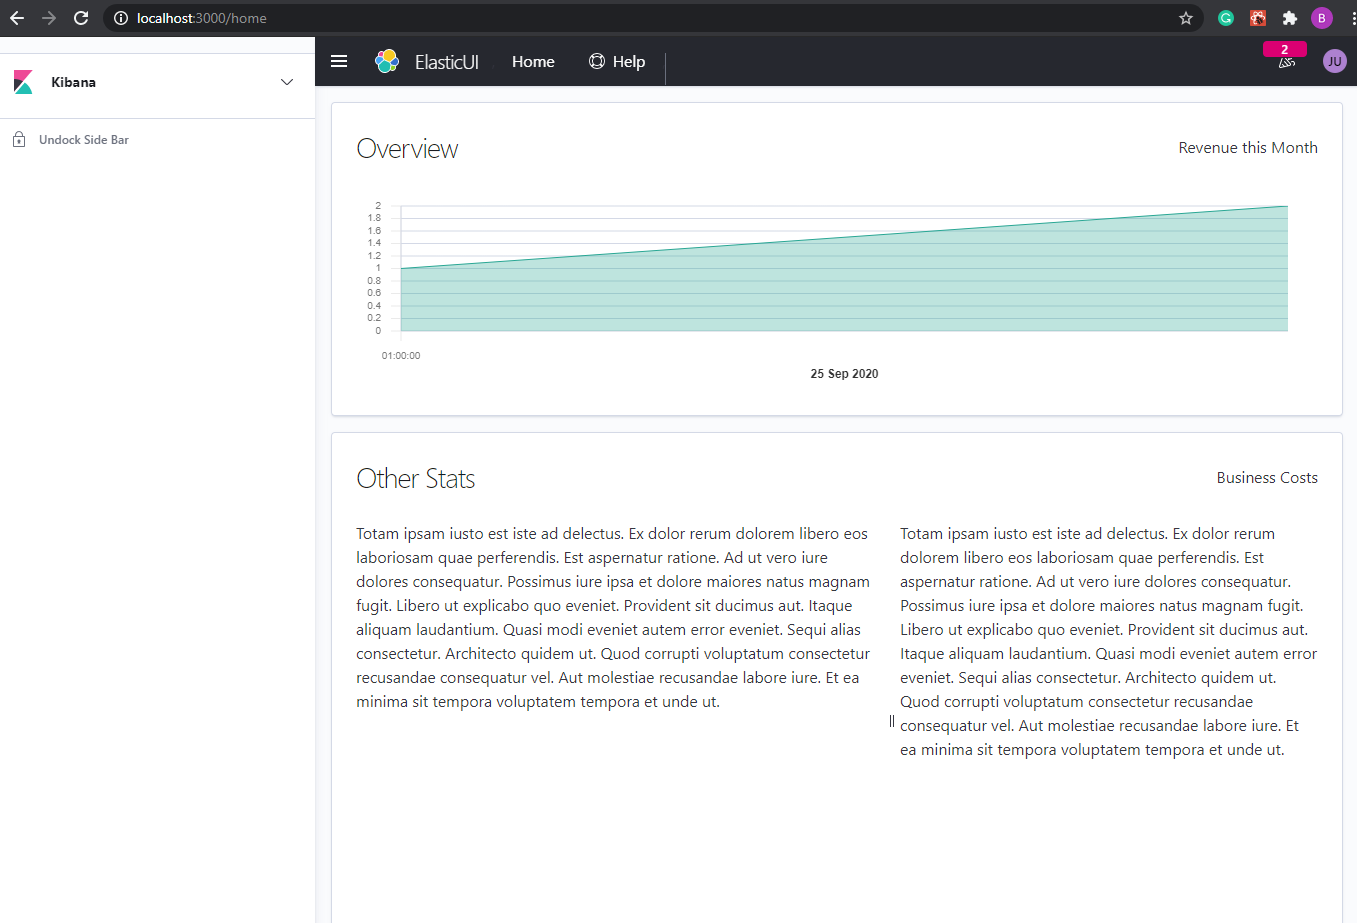 localhost:3000/home
B
Kibana
Undock Side Bar
ElasticUI
Home
Help
2
JU
Overview
Revenue this Month
2
1.8
1.6
1.4
1.2
1
0.8
0.6
0.4
0.2
0
01:00:00
25 Sep 2020
Other Stats
Business Costs
Totam ipsam iusto est iste ad delectus. Ex dolor rerum dolorem libero eos
laboriosam quae perferendis. Est aspernatur ratione. Ad ut vero iure
dolores consequatur. Possimus iure ipsa et dolore maiores natus magnam
fugit. Libero ut explicabo quo eveniet. Provident sit ducimus aut. Itaque
aliquam laudantium. Quasi modi eveniet autem error eveniet. Sequi alias
consectetur. Architecto quidem ut. Quod corrupti voluptatum consectetur
recusandae consequatur vel. Aut molestiae recusandae labore iure. Et ea
minima sit tempora voluptatem tempora et unde ut.
Totam ipsam iusto est iste ad delectus. Ex dolor rerum
dolorem libero eos laboriosam quae perferendis. Est
aspernatur ratione. Ad ut vero iure dolores consequatur.
Possimus iure ipsa et dolore maiores natus magnam fugit.
Libero ut explicabo quo eveniet. Provident sit ducimus aut.
Itaque aliquam laudantium. Quasi modi eveniet autem error
eveniet. Sequi alias consectetur. Architecto quidem ut.
Quod corrupti voluptatum consectetur recusandae
consequatur vel. Aut molestiae recusandae labore iure. Et
ea minima sit tempora voluptatem tempora et unde ut.